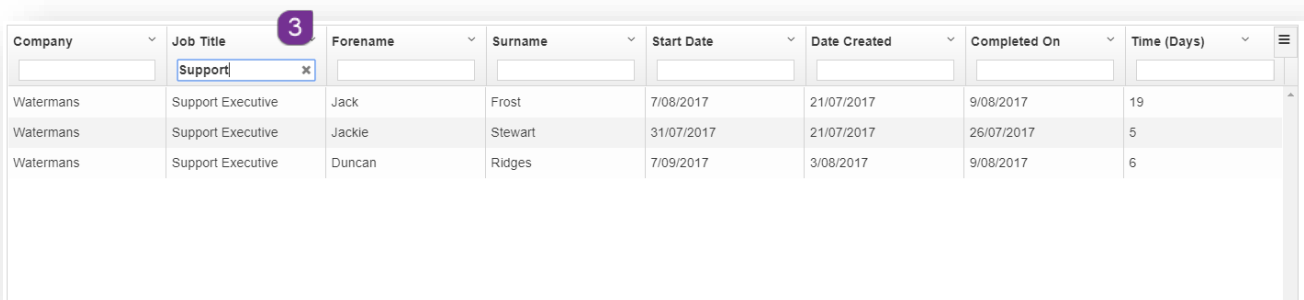 3
Company Job Title Forename Surname Start Date Date Created Completed On Time (Days)
Support
Watermans Support Executive Jack Frost 7/08/2017 21/07/2017 9/08/2017 19
Watermans Support Executive Jackie Stewart 31/07/2017 21/07/2017 26/07/2017 5
Watermans Support Executive Duncan Ridges 7/09/2017 3/08/2017 9/08/2017 6